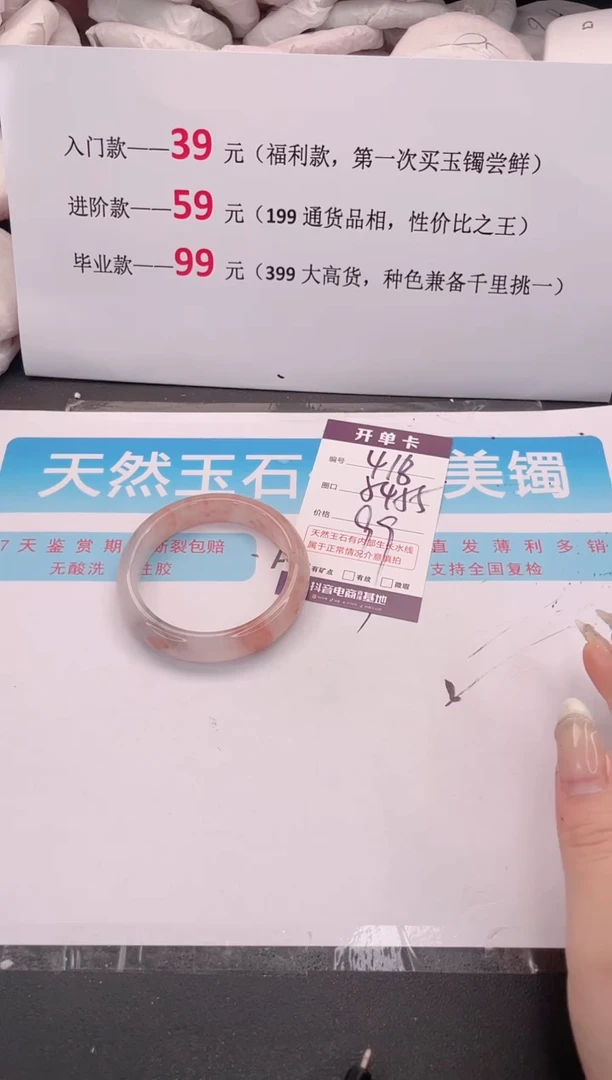 入门款——39 元（福利款，第一次买玉镯尝鲜）
进阶款——59 元（199 通货品相，性价比之王）
毕业款——99 元（399 大高货，种色兼备千里挑一）
开单卡
天然玉石 美镯
编号 418
圈口 5455
价格 99
天然玉石有内部生长水线
属于正常情况介意慎拍
7天鉴赏期 断裂包赔 直发薄利多销
无酸洗 注胶 支持全国复检
有矿点 有纹 微瑕
抖音电商 基地